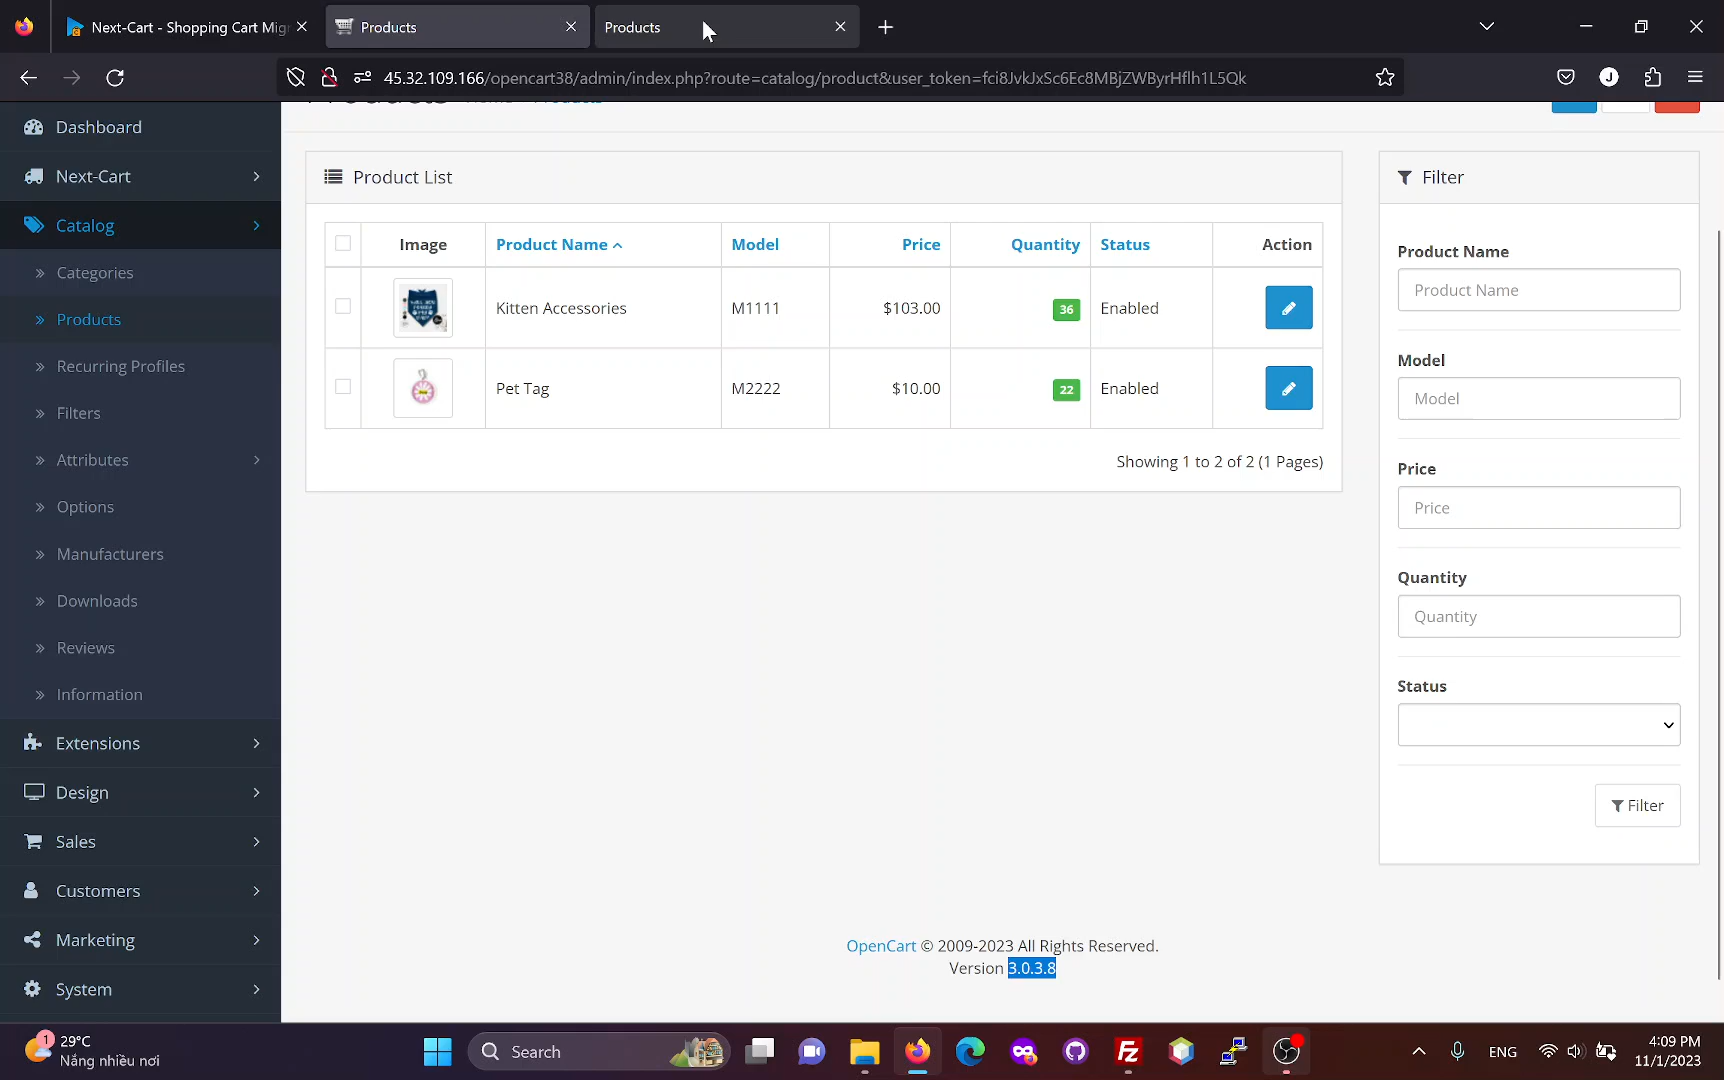 Next-Cart - Shopping Cart Mig
Products
Products
45.32.109.166/opencart38/admin/index.php?route=catalog/product&user_token=fci8JvkJxSc6Ec8MBjZWByrHflh1L5Qk
J
Dashboard
Next-Cart
Catalog
Categories
Products
Recurring Profiles
Filters
Attributes
Options
Manufacturers
Downloads
Reviews
Information
Extensions
Design
Sales
Customers
Marketing
System
Product List
Image Product Name Model Price Quantity Status Action
Kitten Accessories M1111 $103.00 36 Enabled
Pet Tag M2222 $10.00 22 Enabled
Showing 1 to 2 of 2 (1 Pages)
Filter
Product Name
Product Name
Model
Model
Price
Price
Quantity
Quantity
Status
Filter
OpenCart © 2009-2023 All Rights Reserved.
Version 3.0.3.8
1
29°C
Nắng nhiều nơi
Search
Fz
ENG
4:09 PM
11/1/2023